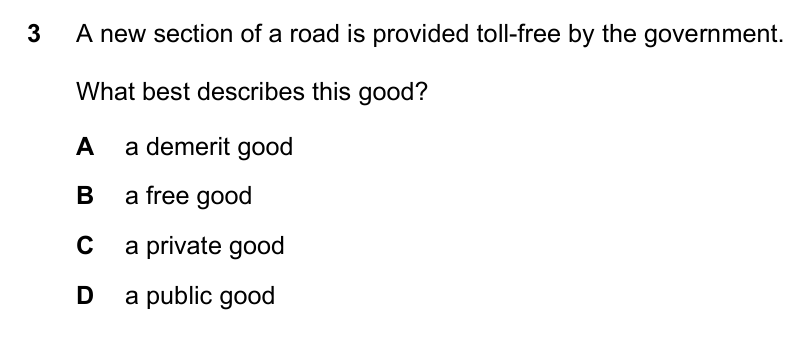 3 A new section of a road is provided toll-free by the government.
What best describes this good?
A a demerit good
B a free good
C a private good
D a public good